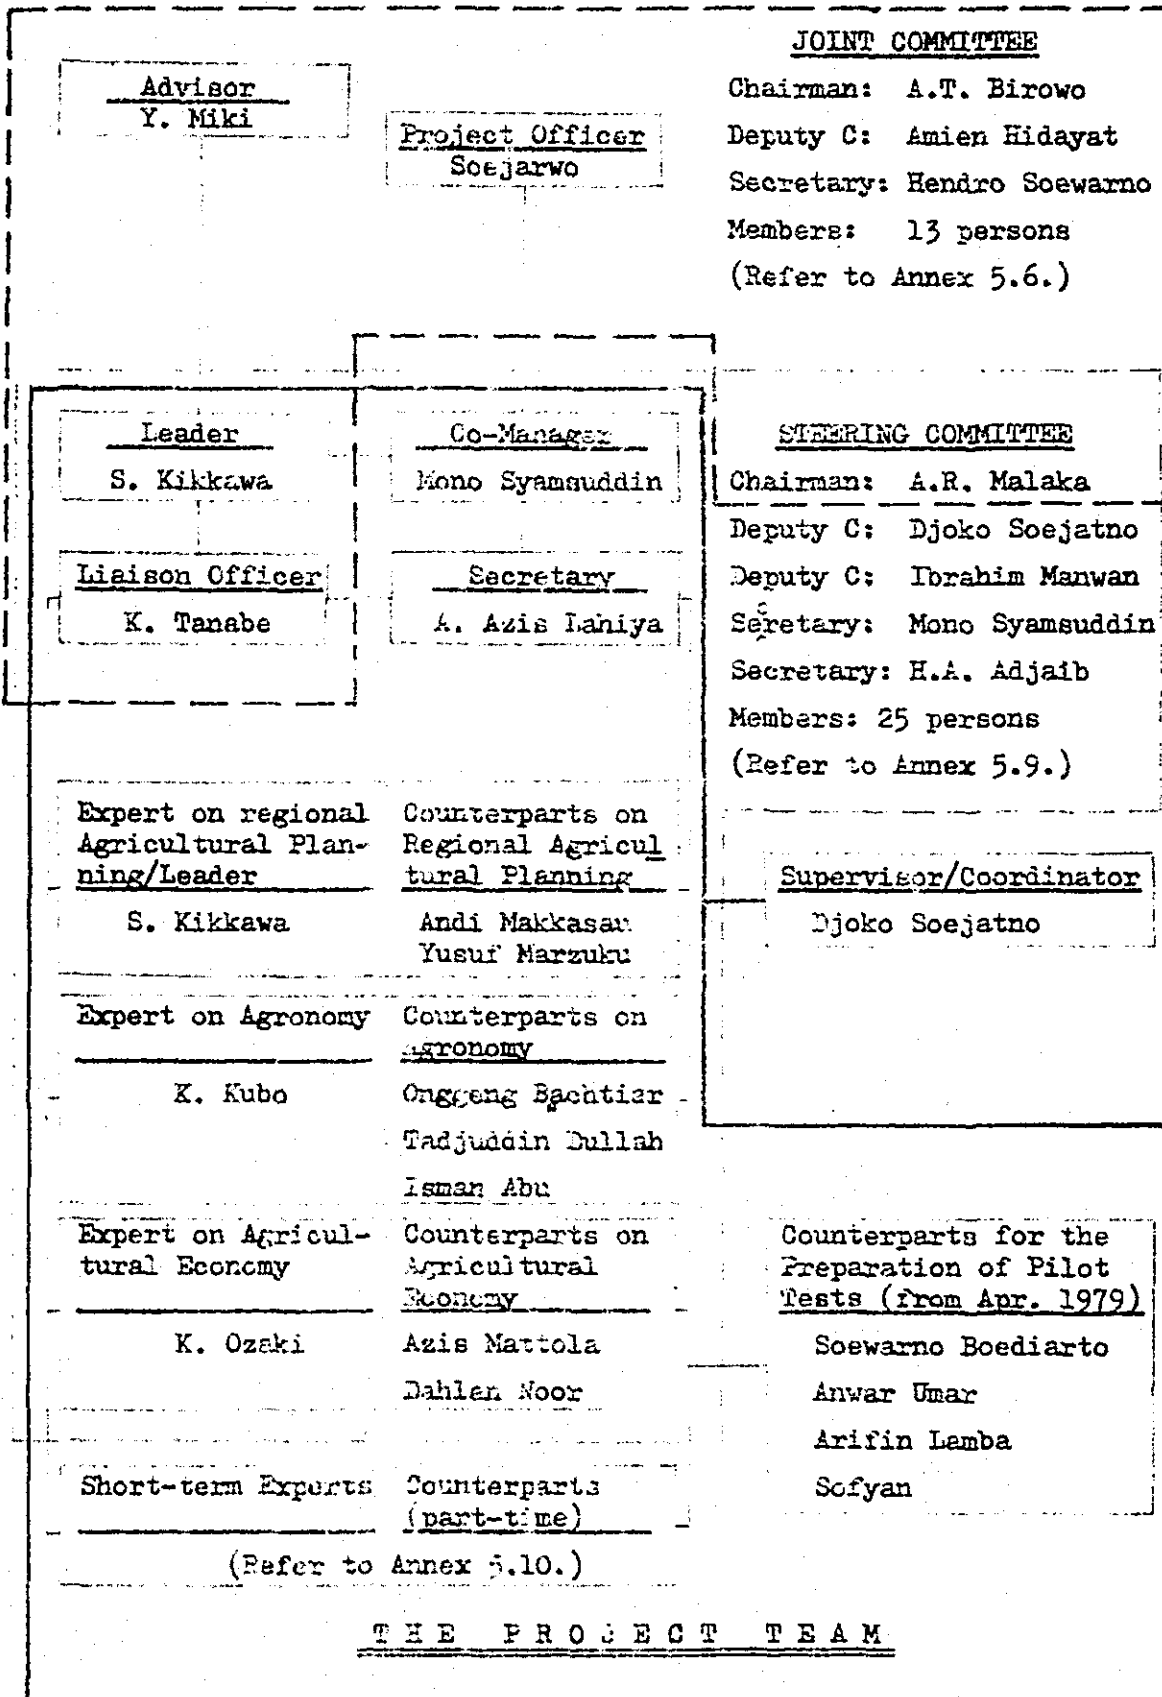 JOINT COMMITTEE
Chairman: A.T. Birowo
Deputy C: Amien Hidayat
Secretary: Hendro Soewarno
Members: 13 persons
(Refer to Annex 5.6.)
Advisor
Y. Miki
Project Officer
Soejarwo
Leader
S. Kikkawa
Co-Manager
Mono Syamsuddin
Liaison Officer
K. Tanabe
Secretary
A. Azis Lahiya
STEERING COMMITTEE
Chairman: A.R. Malaka
Deputy C: Djoko Soejatno
Deputy C: Ibrahim Manwan
Seretary: Mono Syamsuddin
c
Secretary: H.A. Adjaib
Members: 25 persons
(Refer to Annex 5.9.)
Expert on regional
Agricultural Plan-
ning/Leader
S. Kikkawa
Counterparts on
Regional Agricul
tural Planning
Andi Makkasau
Yusuf Marzuku
Supervisor/Coordinator
Djoko Soejatno
Expert on Agronomy
K. Kubo
Counterparts on
Agronomy
Onggeng Bachtiar
Tadjuddin Dullah
Isman Abu
Expert on Agricul-
tural Economy
K. Ozaki
Counterparts on
Agricultural
Economy
Azis Mattola
Dahlan Noor
Counterparts for the
Preparation of Pilot
Tests (from Apr. 1979)
Soewarno Boediarto
Anwar Umar
Arifin Lamba
Sofyan
Short-term Experts
Counterparts
(part-time)
(Refer to Annex 5.10.)
THE PROJECT TEAM